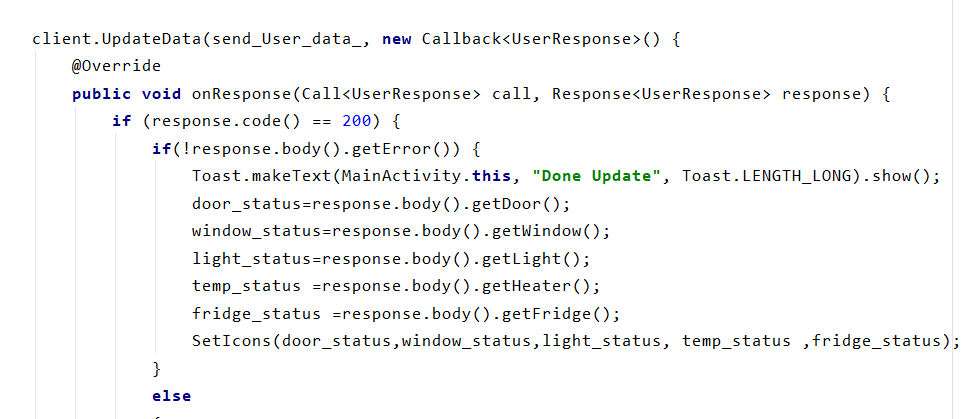 client.UpdateData(send_User_data_, new Callback<UserResponse>() {
@Override
public void onResponse(Call<UserResponse> call, Response<UserResponse> response) {
if (response.code() == 200) {
if(!response.body().getError()) {
Toast.makeText(MainActivity.this, "Done Update", Toast.LENGTH_LONG).show();
door_status=response.body().getDoor();
window_status=response.body().getWindow();
light_status=response.body().getLight();
temp_status =response.body().getHeater();
fridge_status =response.body().getFridge();
SetIcons(door_status,window_status,light_status, temp_status ,fridge_status);
}
else